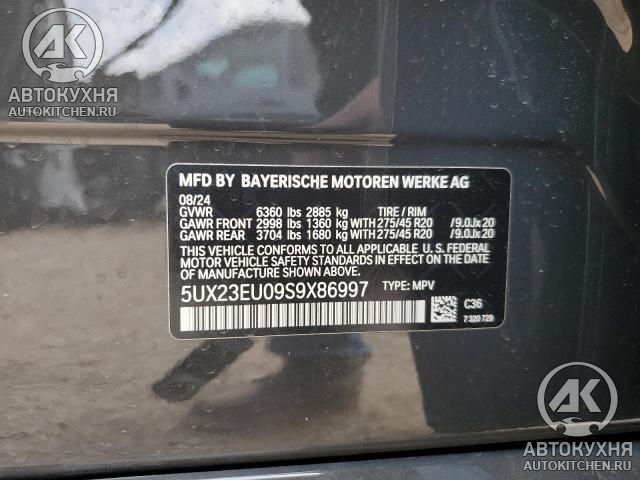 АК
АВТОКУХНЯ
AUTOKITCHEN.RU
MFD BY BAYERISCHE MOTOREN WERKE AG
08/24
GVWR 6360 lbs 2885 kg TIRE / RIM
GAWR FRONT 2998 lbs 1360 kg WITH 275/45 R20 /9.0Jx20
GAWR REAR 3704 lbs 1680 kg WITH 275/45 R20 /9.0Jx20
THIS VEHICLE CONFORMS TO ALL APPLICABLE U.S. FEDERAL
VEHICLE SAFETY STANDARDS IN EFFECT ON THE DATE OF
MANUFACTURE SHOWN ABOVE.
5UX23EU09S9X86997 TYPE: MPV
C36
7 320 729
АК
АВТОКУХНЯ
AUTOKITCHEN.RU